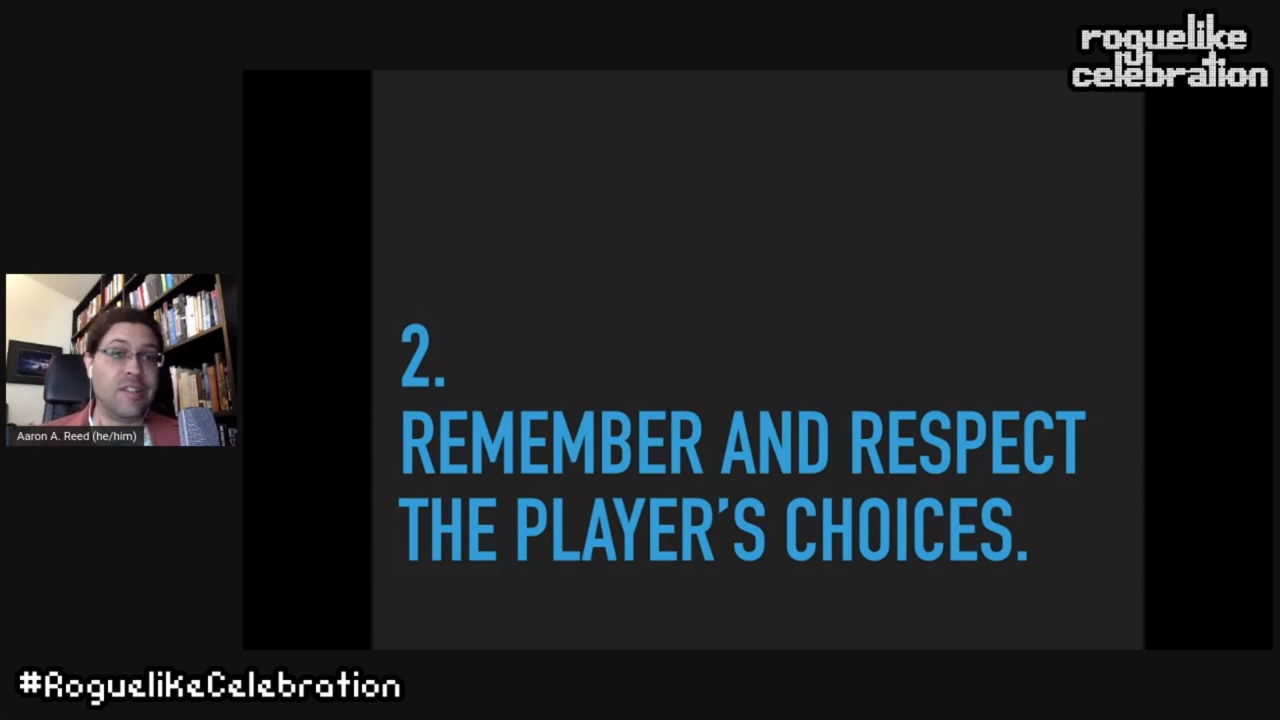 roguelike
celebration
2.
REMEMBER AND RESPECT
THE PLAYER'S CHOICES.
Aaron A. Reed (he/him)
#RoguelikeCelebration